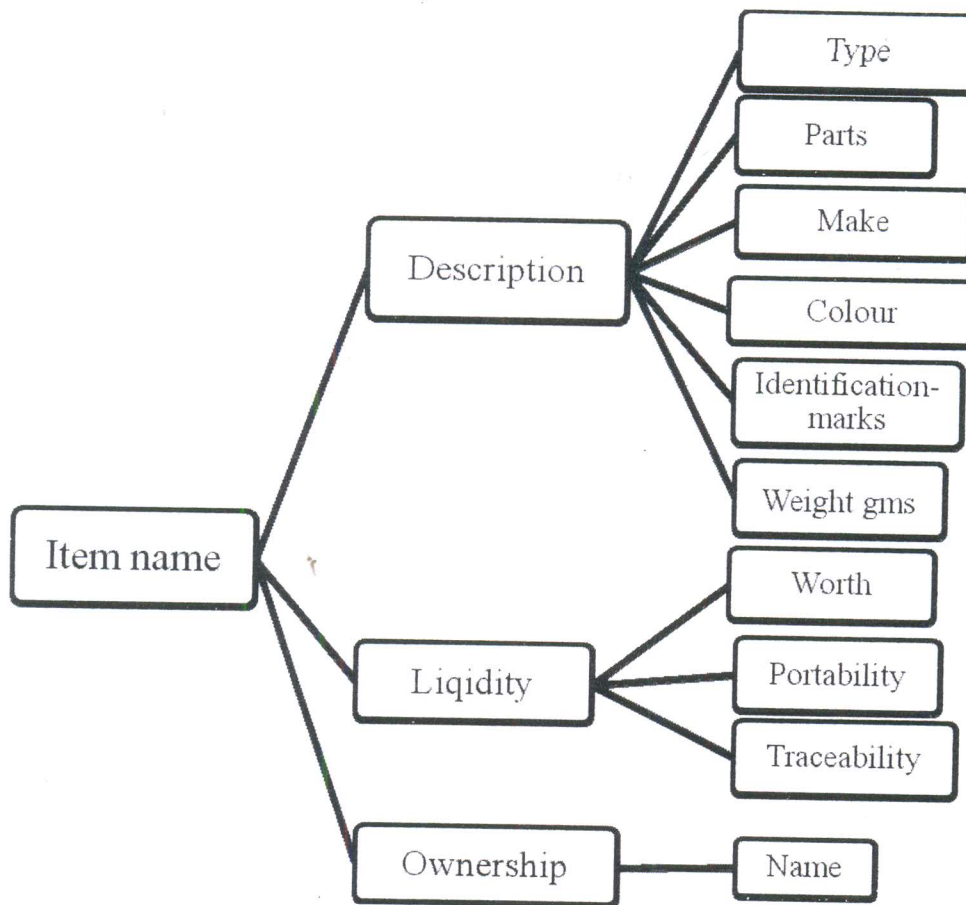 Type
Parts
Make
Description
Colour
Identification-
marks
Weight gms
Item name
Worth
Liqidity
Portability
Traceability
Ownership
Name